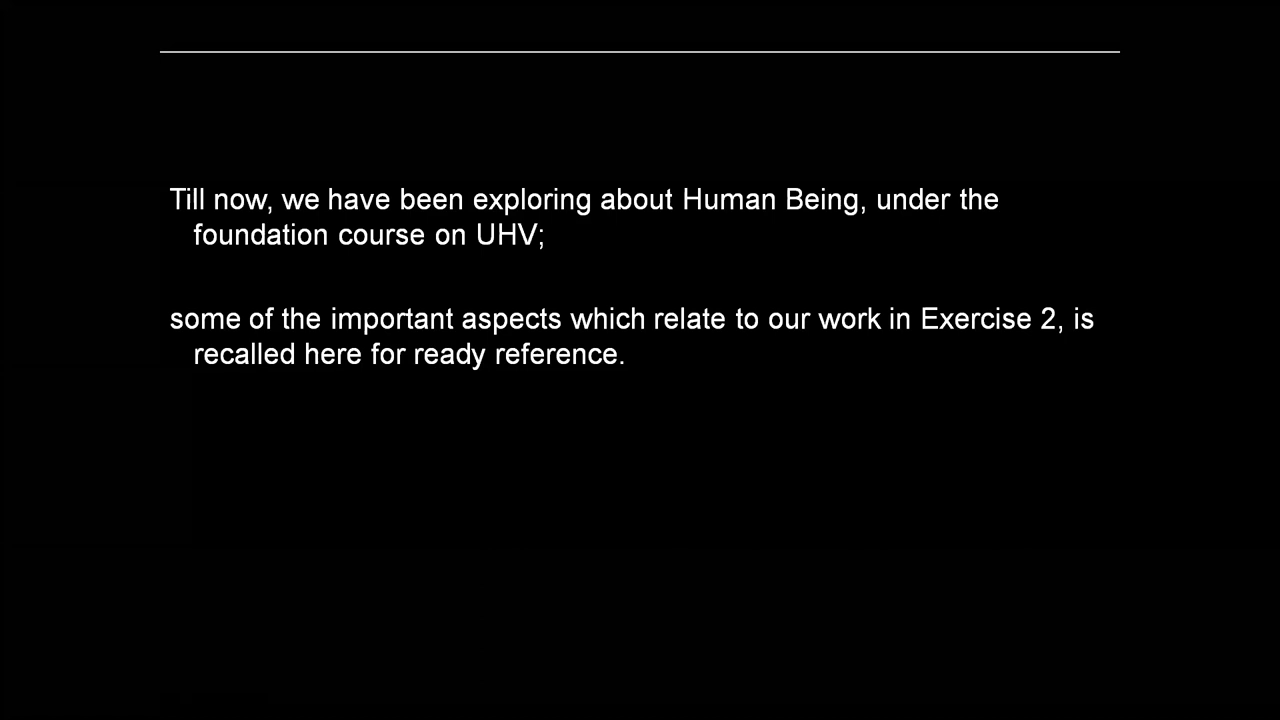 Till now, we have been exploring about Human Being, under the
foundation course on UHV;
some of the important aspects which relate to our work in Exercise 2, is
recalled here for ready reference.